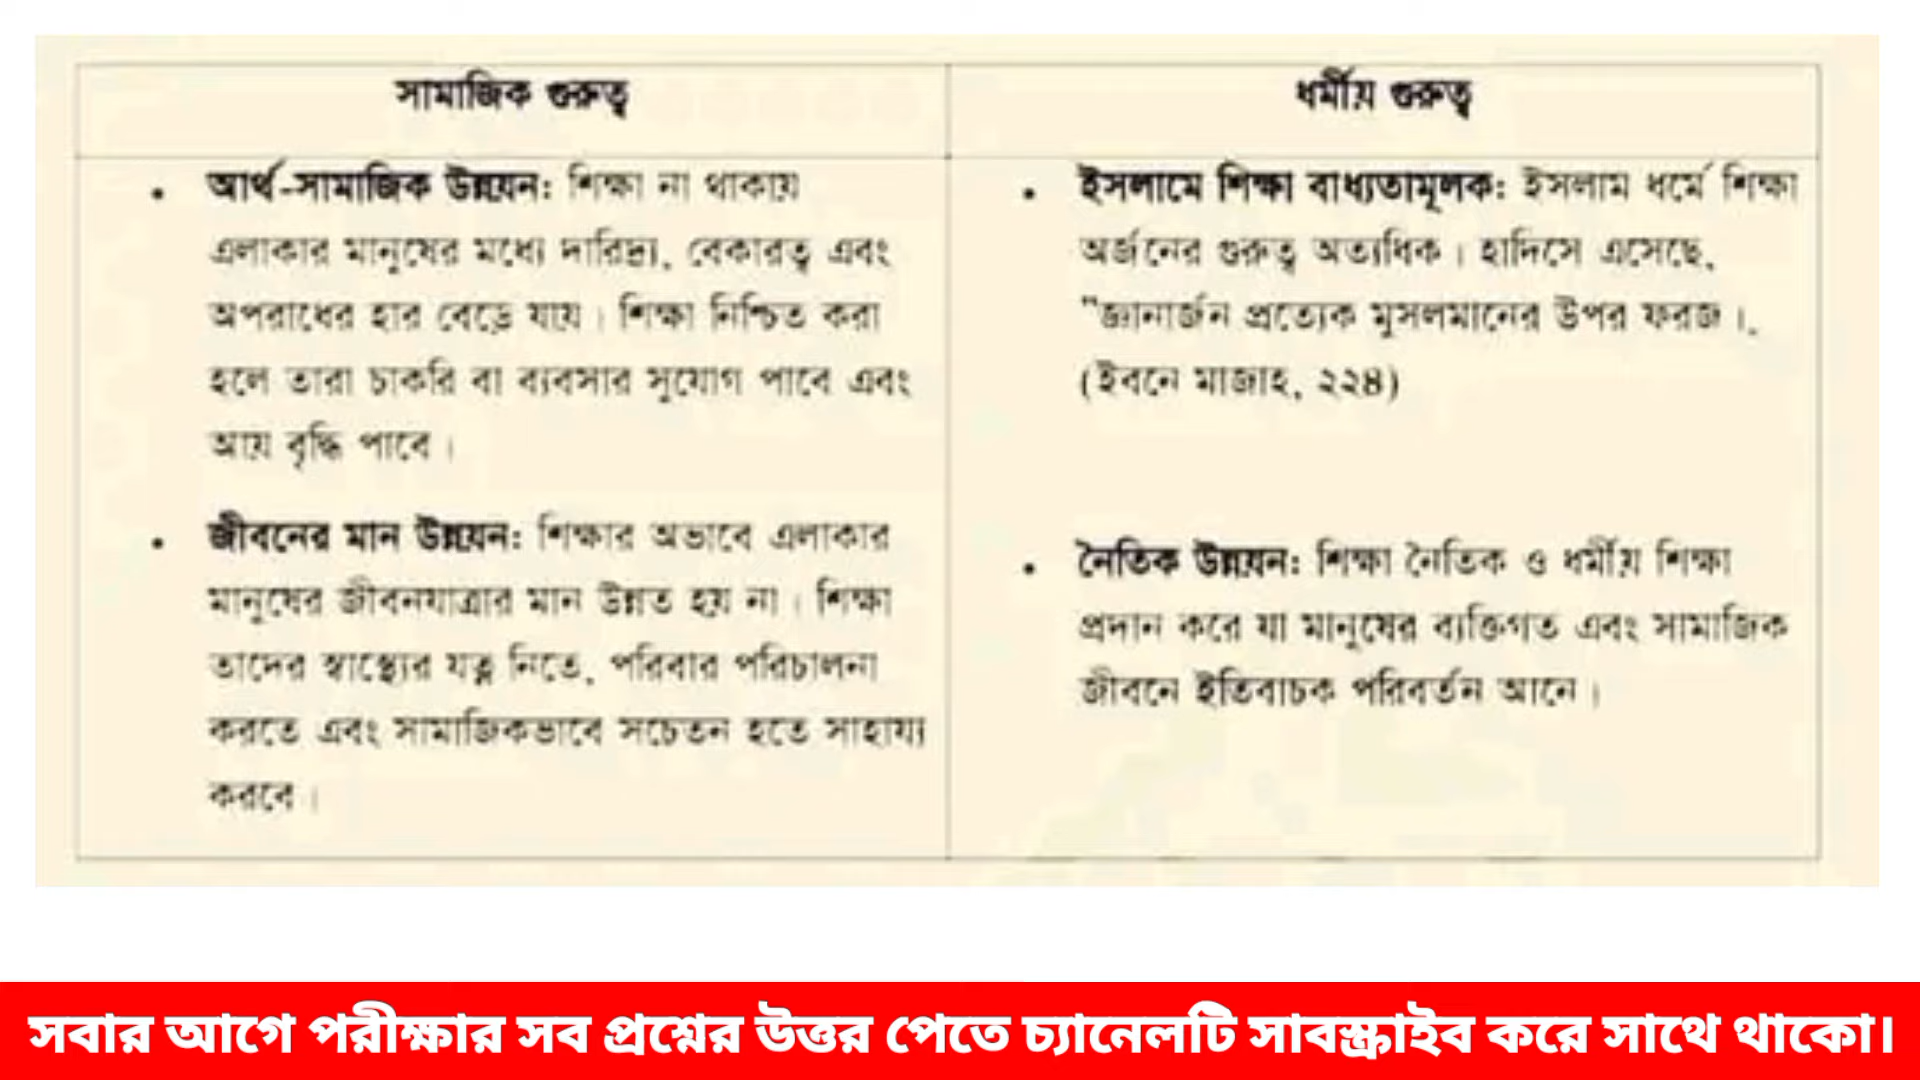 সামাজিক গুরুত্ব
ধর্মীয় গুরুত্ব
• আর্থ-সামাজিক উন্নয়ন: শিক্ষা না থাকায়
এলাকার মানুষের মধ্যে দারিদ্র্য, বেকারত্ব এবং
অপরাধের হার বেড়ে যায়। শিক্ষা নিশ্চিত করা
হলে তারা চাকরি বা ব্যবসার সুযোগ পাবে এবং
আয় বৃদ্ধি পাবে।
• জীবনের মান উন্নয়ন: শিক্ষার অভাবে এলাকার
মানুষের জীবনযাত্রার মান উন্নত হয় না। শিক্ষা
তাদের স্বাস্থ্যের যত্ন নিতে, পরিবার পরিচালনা
করতে এবং সামাজিকভাবে সচেতন হতে সাহায্য
করবে।
• ইসলামে শিক্ষা বাধ্যতামূলক: ইসলাম ধর্মে শিক্ষা
অর্জনের গুরুত্ব অত্যধিক। হাদিসে এসেছে,
"জ্ঞানার্জন প্রত্যেক মুসলমানের উপর ফরজ।,
(ইবনে মাজাহ, ২২৪)
• নৈতিক উন্নয়ন: শিক্ষা নৈতিক ও ধর্মীয় শিক্ষা
প্রদান করে যা মানুষের ব্যক্তিগত এবং সামাজিক
জীবনে ইতিবাচক পরিবর্তন আনে।
সবার আগে পরীক্ষার সব প্রশ্নের উত্তর পেতে চ্যানেলটি সাবস্ক্রাইব করে সাথে থাকো।